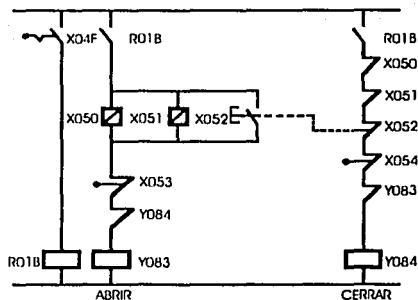 X04F
R01B
R01B
X050
X051
X050
X051
X052
X052
X054
X053
Y083
Y084
R01B
Y083
Y084
ABRIR
CERRAR